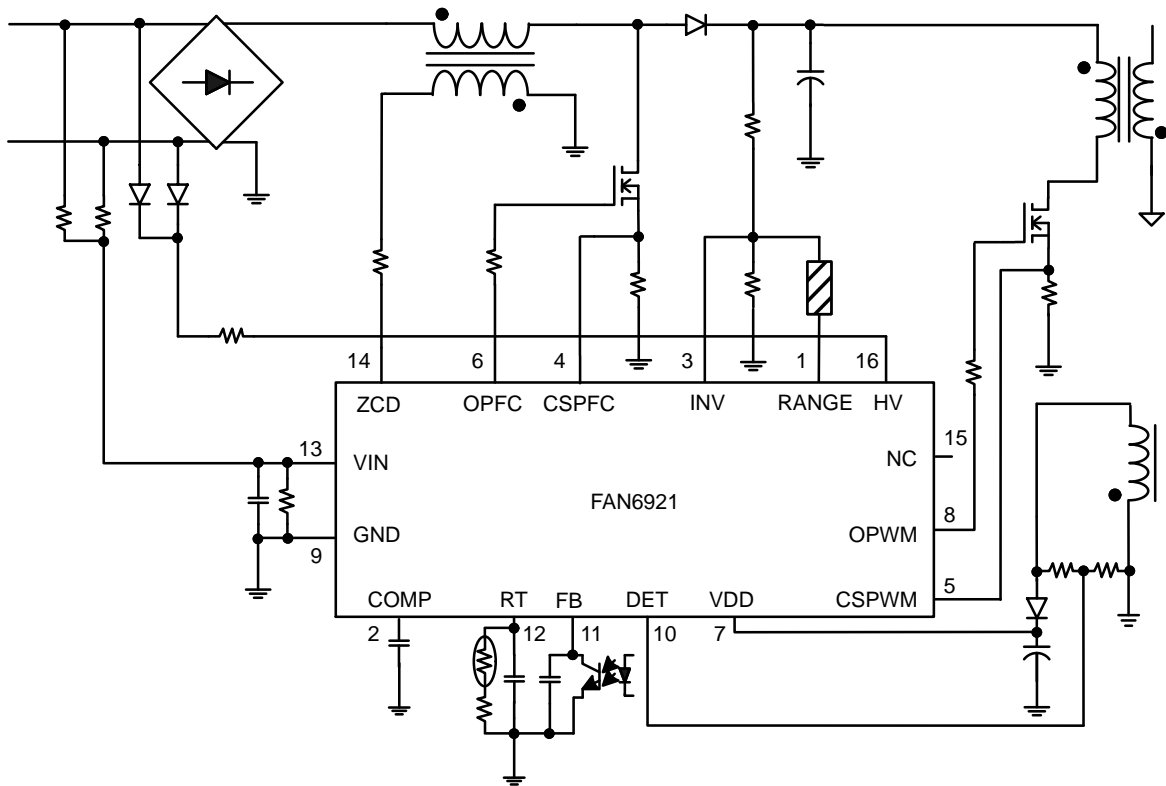 14 6 4 3 1 16
ZCD OPFC CSPFC INV RANGE HV
15
13
VIN NC
FAN6921
8
GND OPWM
9
5
COMP RT FB DET VDD CSPWM
2 12 11 10 7